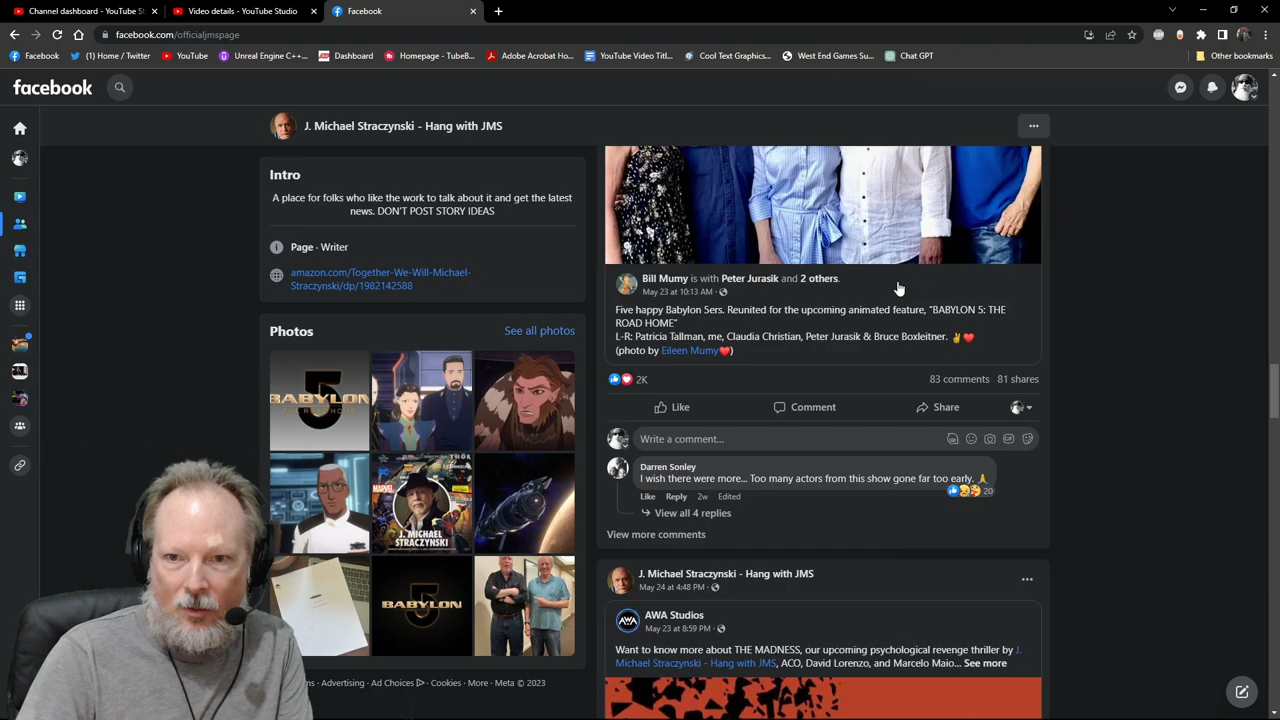 Channel dashboard - YouTube St
Video details - YouTube Studio
Facebook
facebook.com/officialjmspage
Facebook
(1) Home / Twitter
YouTube
Unreal Engine C++...
Dashboard
Homepage - TubeB...
Adobe Acrobat Ho...
YouTube Video Titl...
Cool Text Graphics...
West End Games Su...
Chat GPT
Other bookmarks
facebook
J. Michael Straczynski - Hang with JMS
Intro
A place for folks who like the work to talk about it and get the latest
news. DON'T POST STORY IDEAS
Page · Writer
amazon.com/Together-We-Will-Michael-
Straczynski/dp/1982142588
Photos
See all photos
BABYLON
5
THE ROAD HOME
MARVEL
DC
THOR
J. MICHAEL
STRACZYNSKI
BABYLON
5
Advertising · Ad Choices · Cookies · More · Meta © 2023
Bill Mumy is with Peter Jurasik and 2 others.
May 23 at 10:13 AM ·
Five happy Babylon 5ers. Reunited for the upcoming animated feature, "BABYLON 5: THE
ROAD HOME"
L-R: Patricia Tallman, me, Claudia Christian, Peter Jurasik & Bruce Boxleitner. ✌️❤️
(photo by Eileen Mumy❤️)
2K
83 comments 81 shares
Like
Comment
Share
Write a comment...
GIF
Darren Sonley
I wish there were more... Too many actors from this show gone far too early. 🙏
20
Like Reply 2w Edited
View all 4 replies
View more comments
J. Michael Straczynski - Hang with JMS
May 24 at 4:48 PM ·
AWA
AWA Studios
May 23 at 8:59 PM ·
Want to know more about THE MADNESS, our upcoming psychological revenge thriller by J.
Michael Straczynski - Hang with JMS, ACO, David Lorenzo, and Marcelo Maio... See more